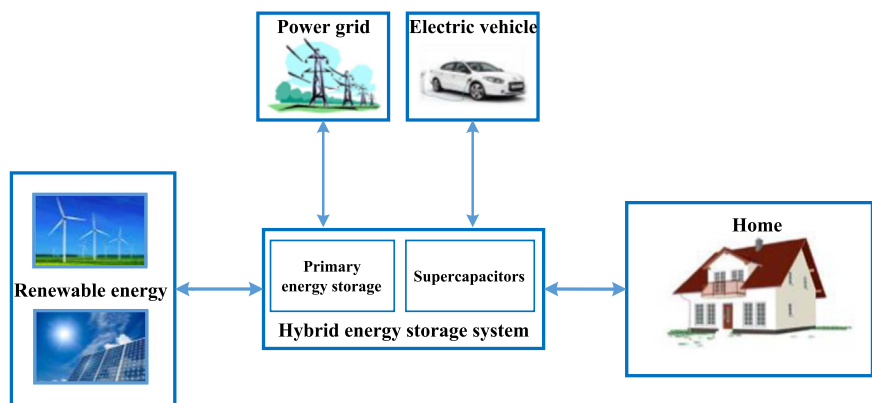 Power grid
Electric vehicle
Renewable energy
Primary
energy storage
Supercapacitors
Hybrid energy storage system
Home